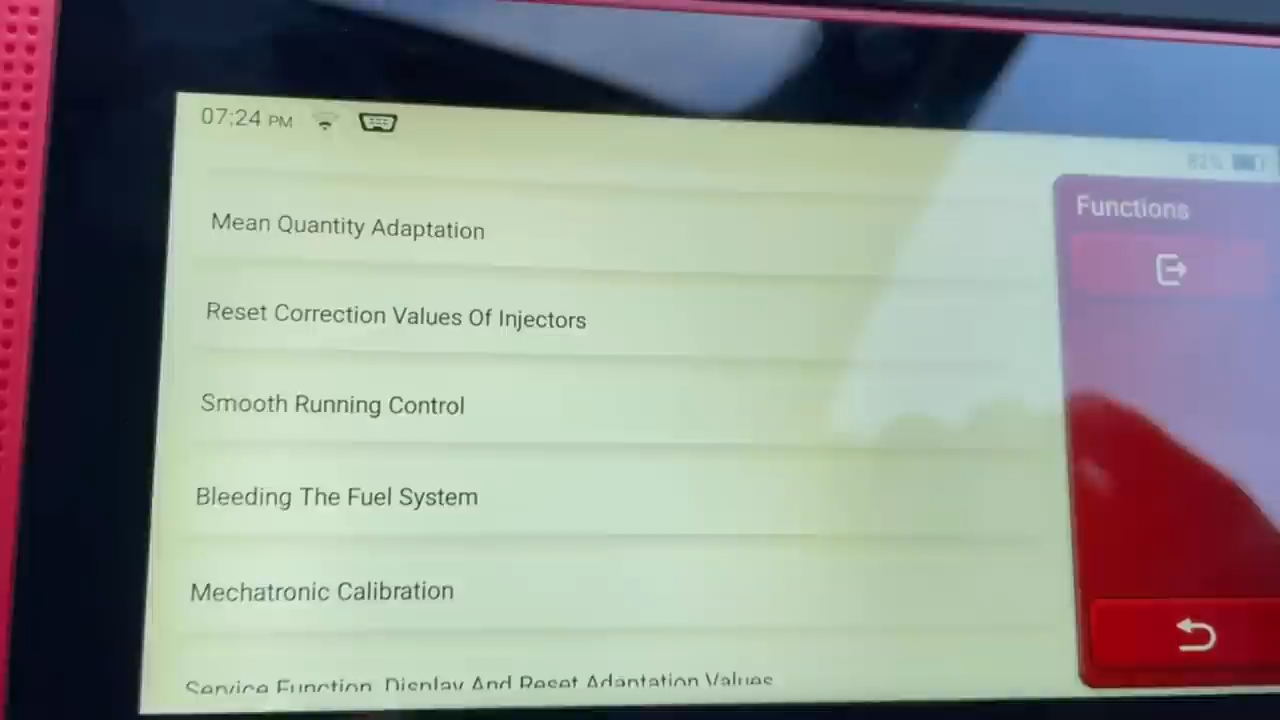 07:24 PM
82%
Functions
Mean Quantity Adaptation
Reset Correction Values Of Injectors
Smooth Running Control
Bleeding The Fuel System
Mechatronic Calibration
Service Function, Display And Reset Adaptation Values